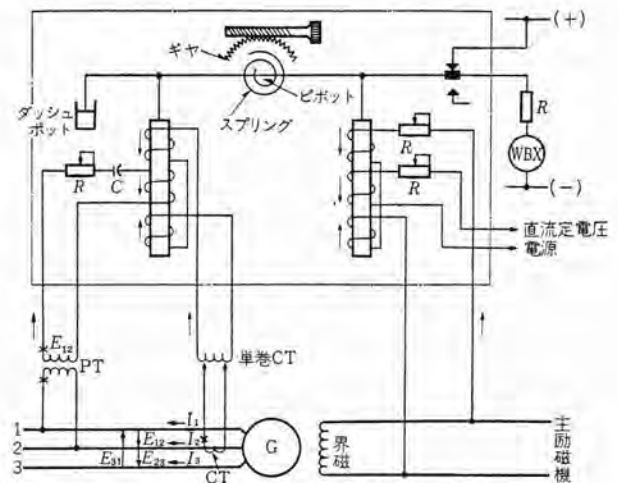 (+)
ギヤ
ダッシュ
ポット
ピボット
スプリング
R
WBX
R
R
C
R
(−)
直流定電圧
電源
E12
PT
単巻CT
1
2
3
I1
E12
I2
E31
E23
I3
CT
G
界磁
主励磁機